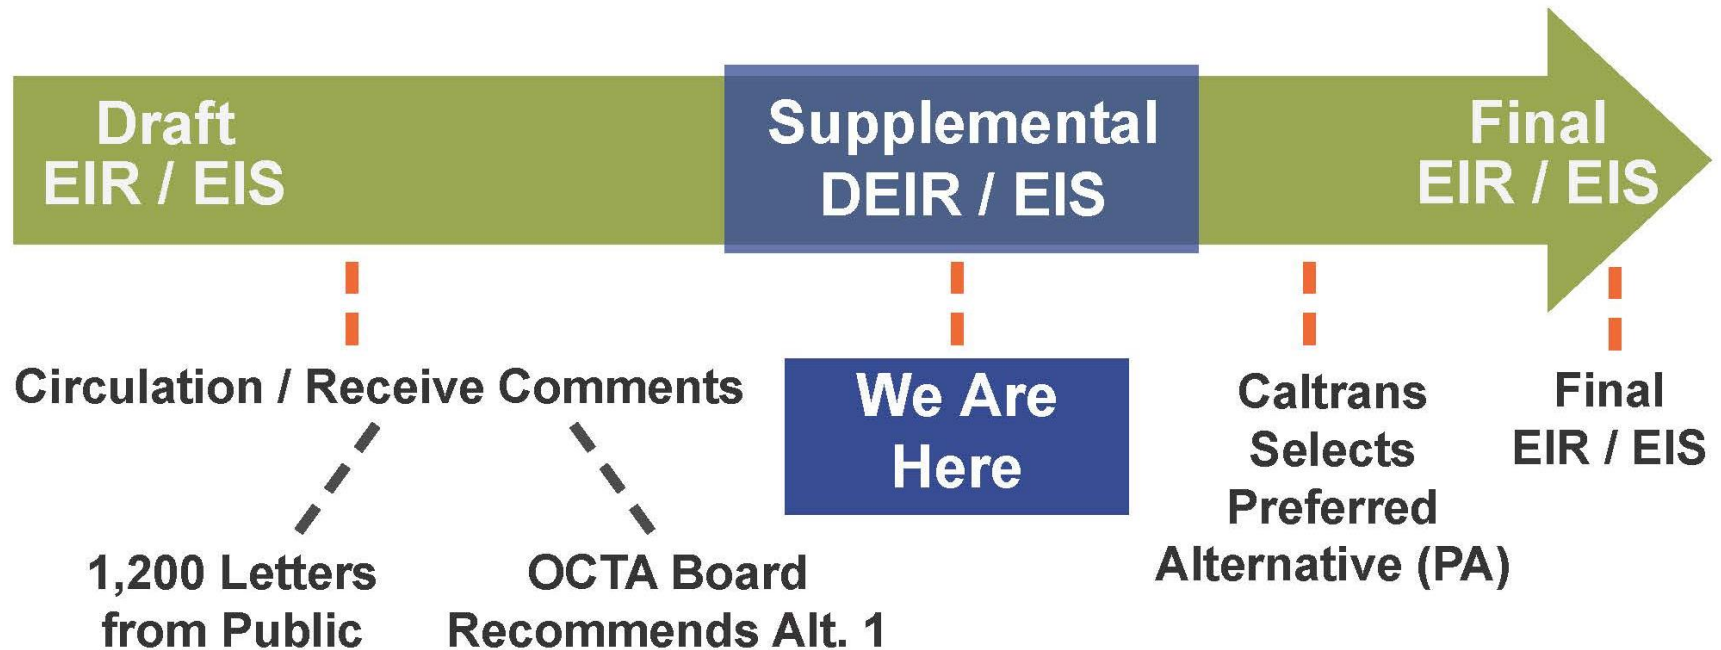 Draft
EIR / EIS
Supplemental
DEIR / EIS
Final
EIR / EIS
Circulation / Receive Comments
1,200 Letters
from Public
OCTA Board
Recommends Alt. 1
We Are
Here
Caltrans
Selects
Preferred
Alternative (PA)
Final
EIR / EIS